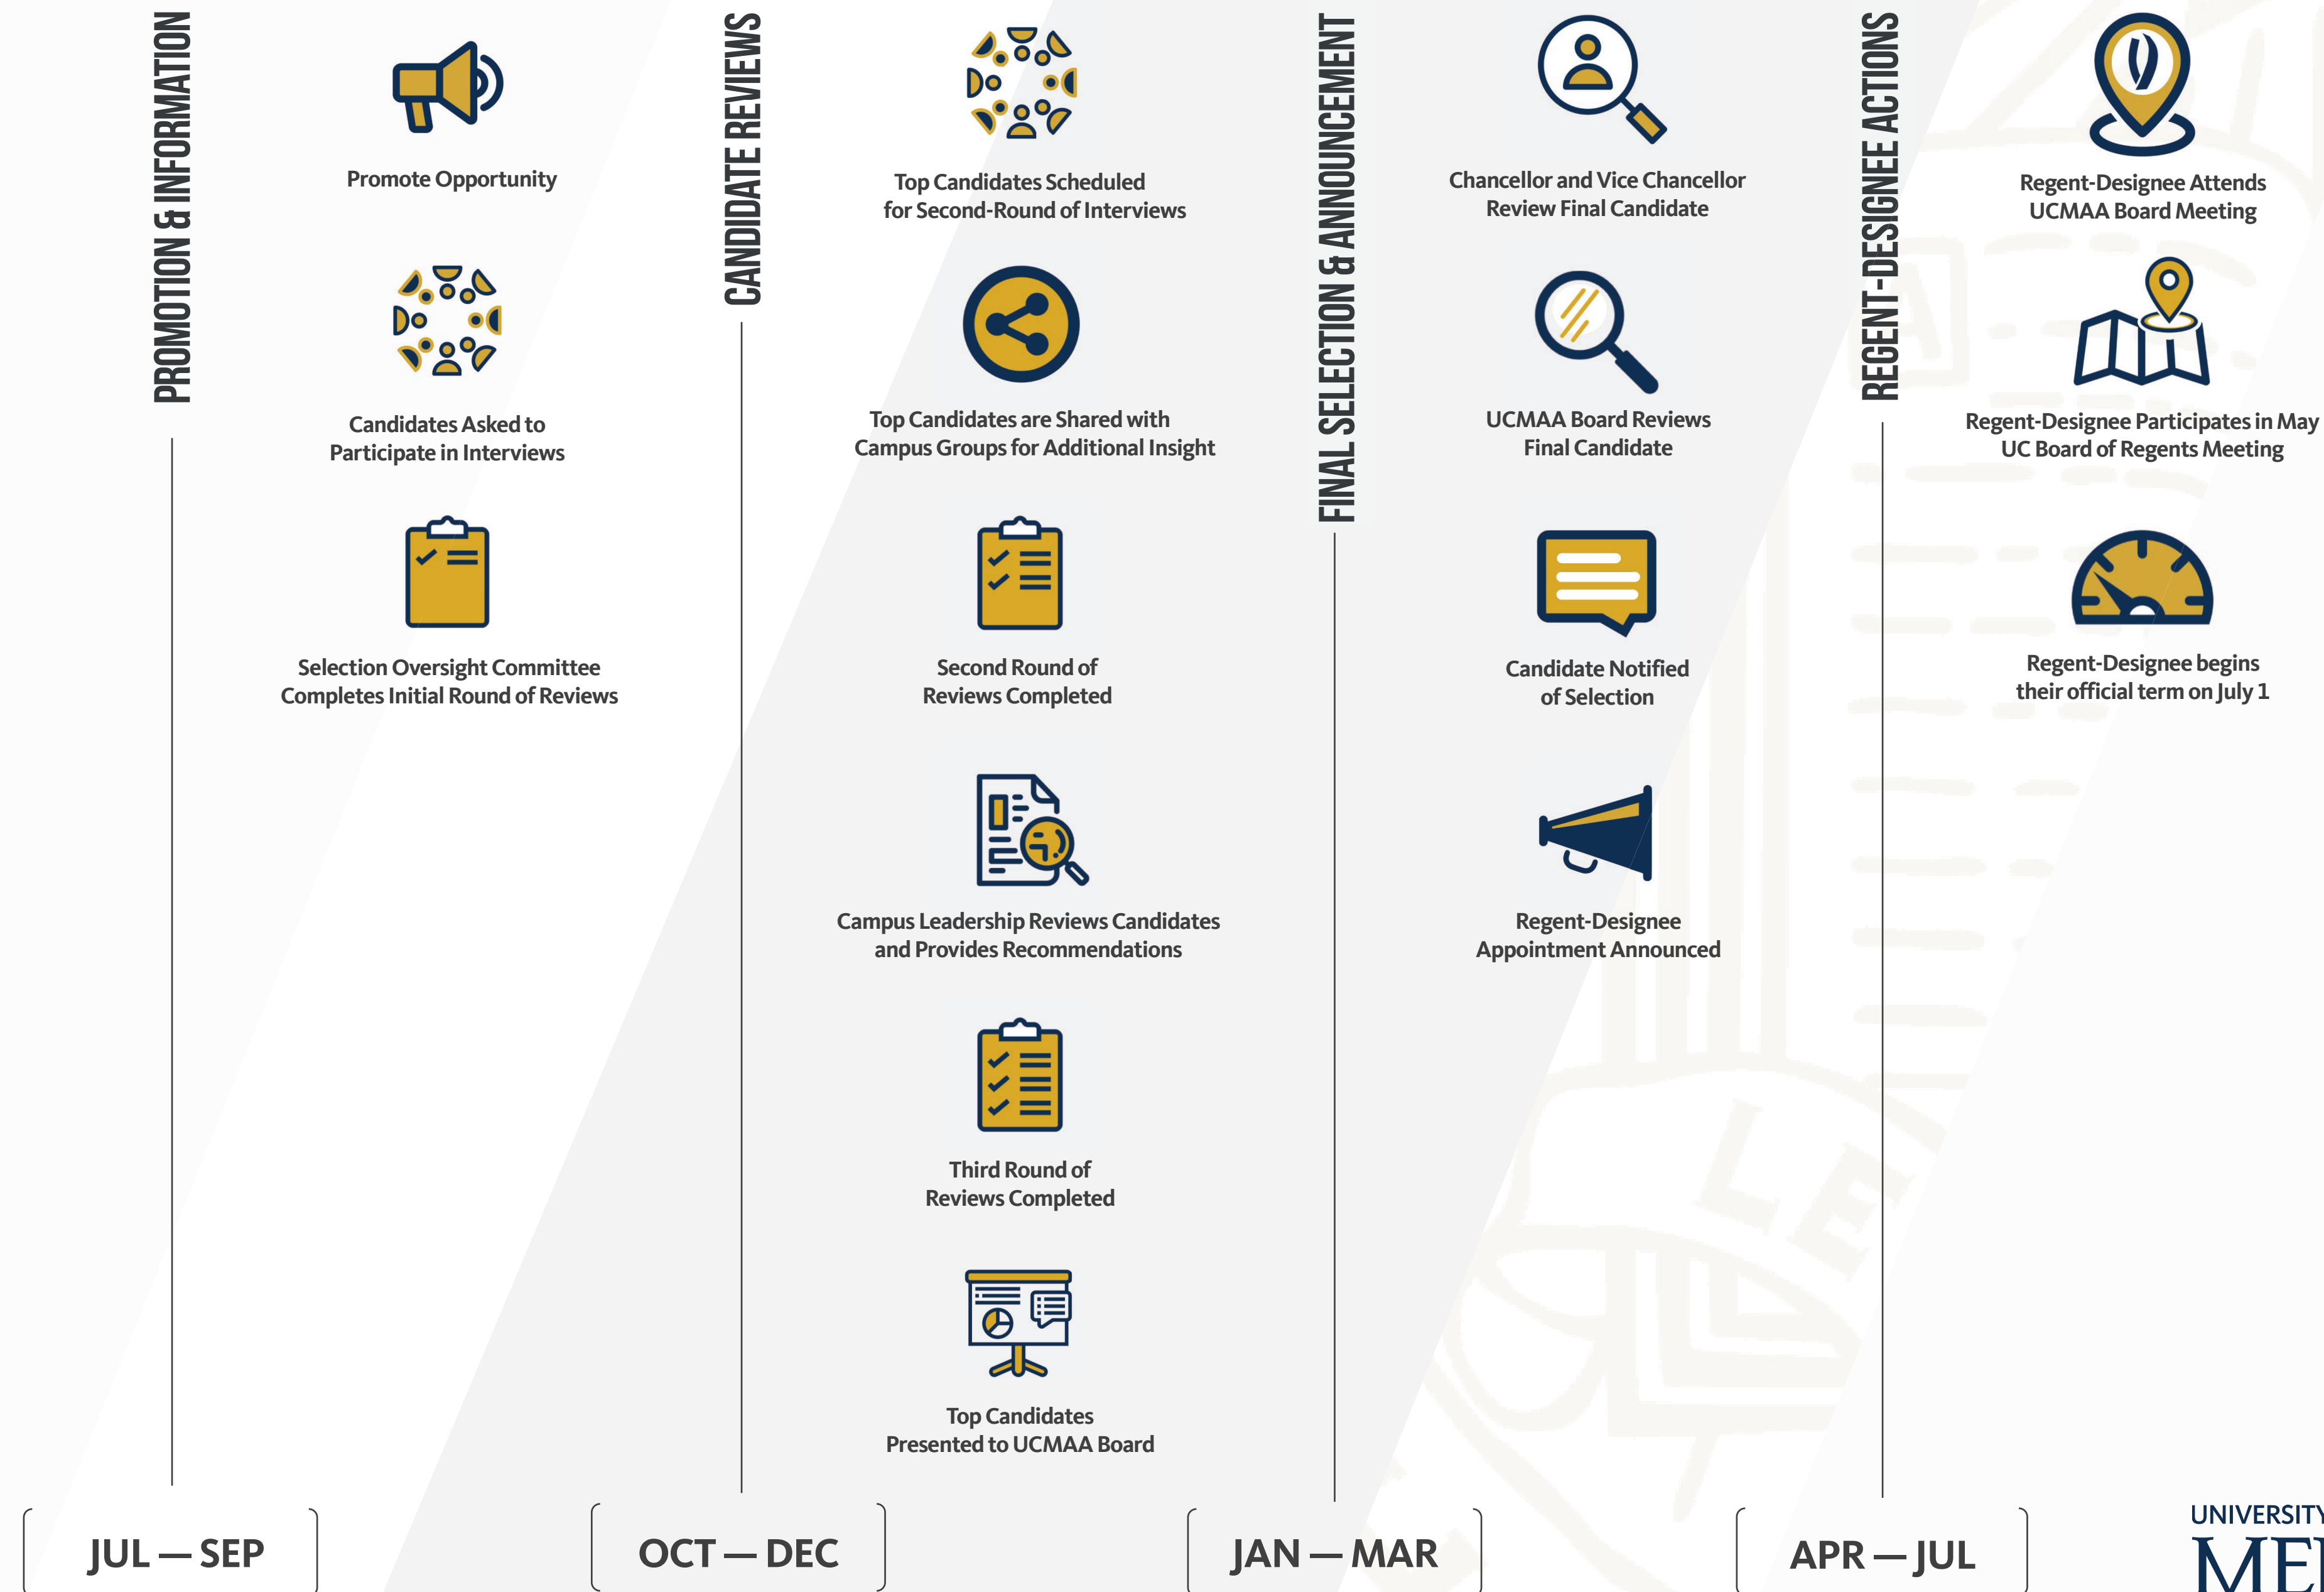 PROMOTION & INFORMATION
Promote Opportunity
Candidates Asked to
Participate in Interviews
Selection Oversight Committee
Completes Initial Round of Reviews
JUL — SEP
CANDIDATE REVIEWS
Top Candidates Scheduled
for Second-Round of Interviews
Top Candidates are Shared with
Campus Groups for Additional Insight
Second Round of
Reviews Completed
Campus Leadership Reviews Candidates
and Provides Recommendations
Third Round of
Reviews Completed
Top Candidates
Presented to UCMAA Board
OCT — DEC
FINAL SELECTION & ANNOUNCEMENT
Chancellor and Vice Chancellor
Review Final Candidate
UCMAA Board Reviews
Final Candidate
Candidate Notified
of Selection
Regent-Designee
Appointment Announced
JAN — MAR
REGENT-DESIGNEE ACTIONS
Regent-Designee Attends
UCMAA Board Meeting
Regent-Designee Participates in May
UC Board of Regents Meeting
Regent-Designee begins
their official term on July 1
APR — JUL
UNIVERSITY